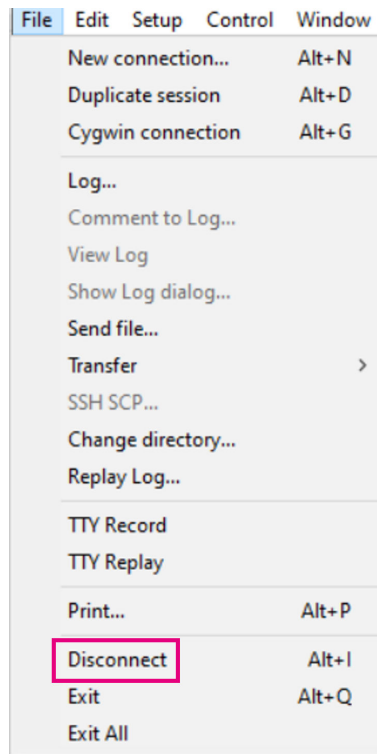 File Edit Setup Control Window
New connection... Alt+N
Duplicate session Alt+D
Cygwin connection Alt+G
Log...
Comment to Log...
View Log
Show Log dialog...
Send file...
Transfer >
SSH SCP...
Change directory...
Replay Log...
TTY Record
TTY Replay
Print... Alt+P
Disconnect Alt+I
Exit Alt+Q
Exit All